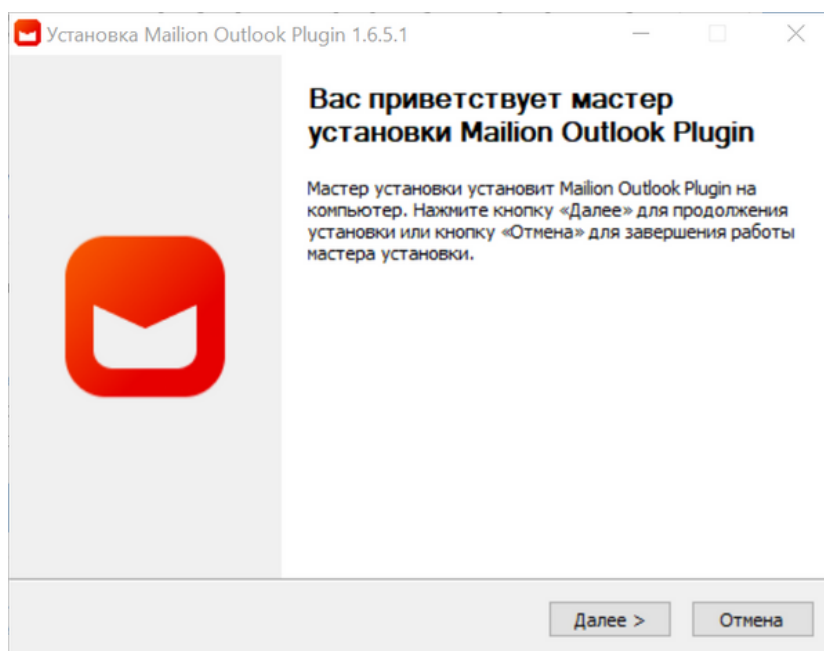 Установка Mailion Outlook Plugin 1.6.5.1
Вас приветствует мастер
установки Mailion Outlook Plugin
Мастер установки установит Mailion Outlook Plugin на
компьютер. Нажмите кнопку «Далее» для продолжения
установки или кнопку «Отмена» для завершения работы
мастера установки.
Далее >
Отмена